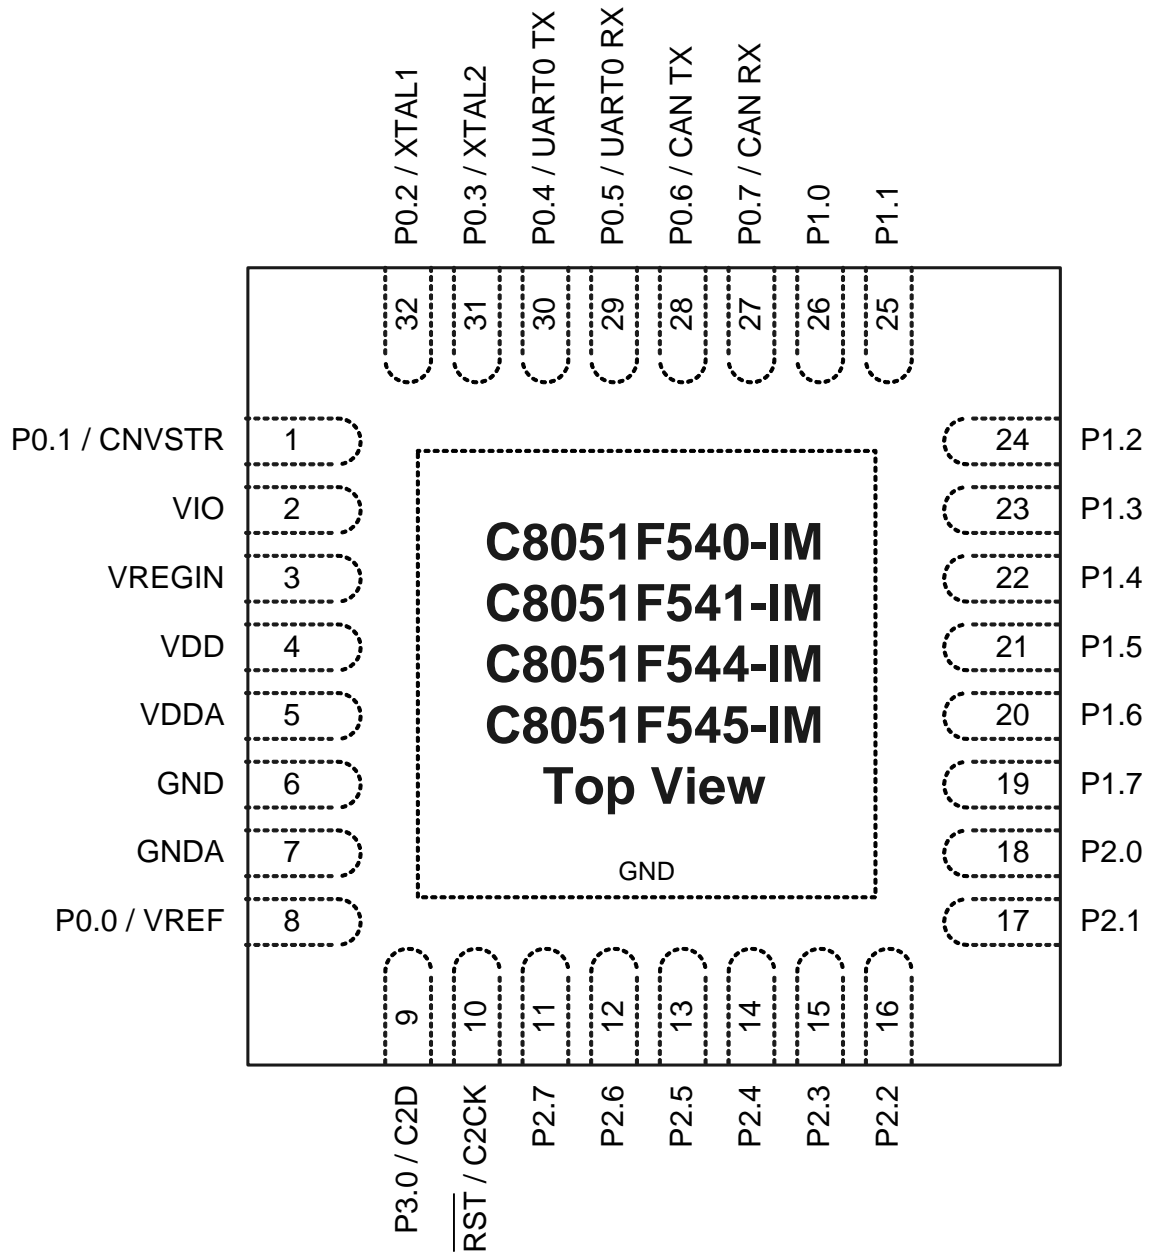 P0.2 / XTAL1
P0.3 / XTAL2
P0.4 / UART0 TX
P0.5 / UART0 RX
P0.6 / CAN TX
P0.7 / CAN RX
P1.0
P1.1
32
31
30
29
28
27
26
25
P0.1 / CNVSTR 1
VIO 2
VREGIN 3
VDD 4
VDDA 5
GND 6
GNDA 7
P0.0 / VREF 8
C8051F540-IM
C8051F541-IM
C8051F544-IM
C8051F545-IM
Top View
GND
24 P1.2
23 P1.3
22 P1.4
21 P1.5
20 P1.6
19 P1.7
18 P2.0
17 P2.1
9
10
11
12
13
14
15
16
P3.0 / C2D
RST / C2CK
P2.7
P2.6
P2.5
P2.4
P2.3
P2.2